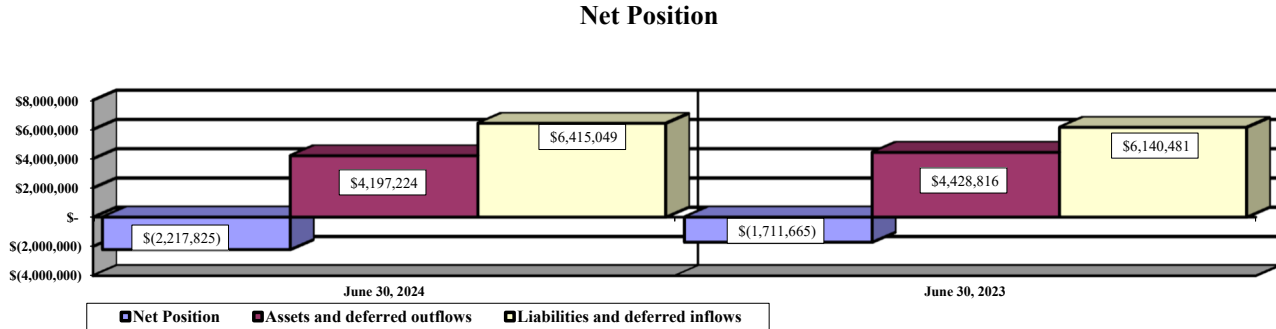 Net Position
$8,000,000
$6,000,000
$4,000,000
$2,000,000
$-
$(2,000,000)
$(4,000,000)
$(2,217,825)
$4,197,224
$6,415,049
$(1,711,665)
$4,428,816
$6,140,481
June 30, 2024
June 30, 2023
Net Position
Assets and deferred outflows
Liabilities and deferred inflows